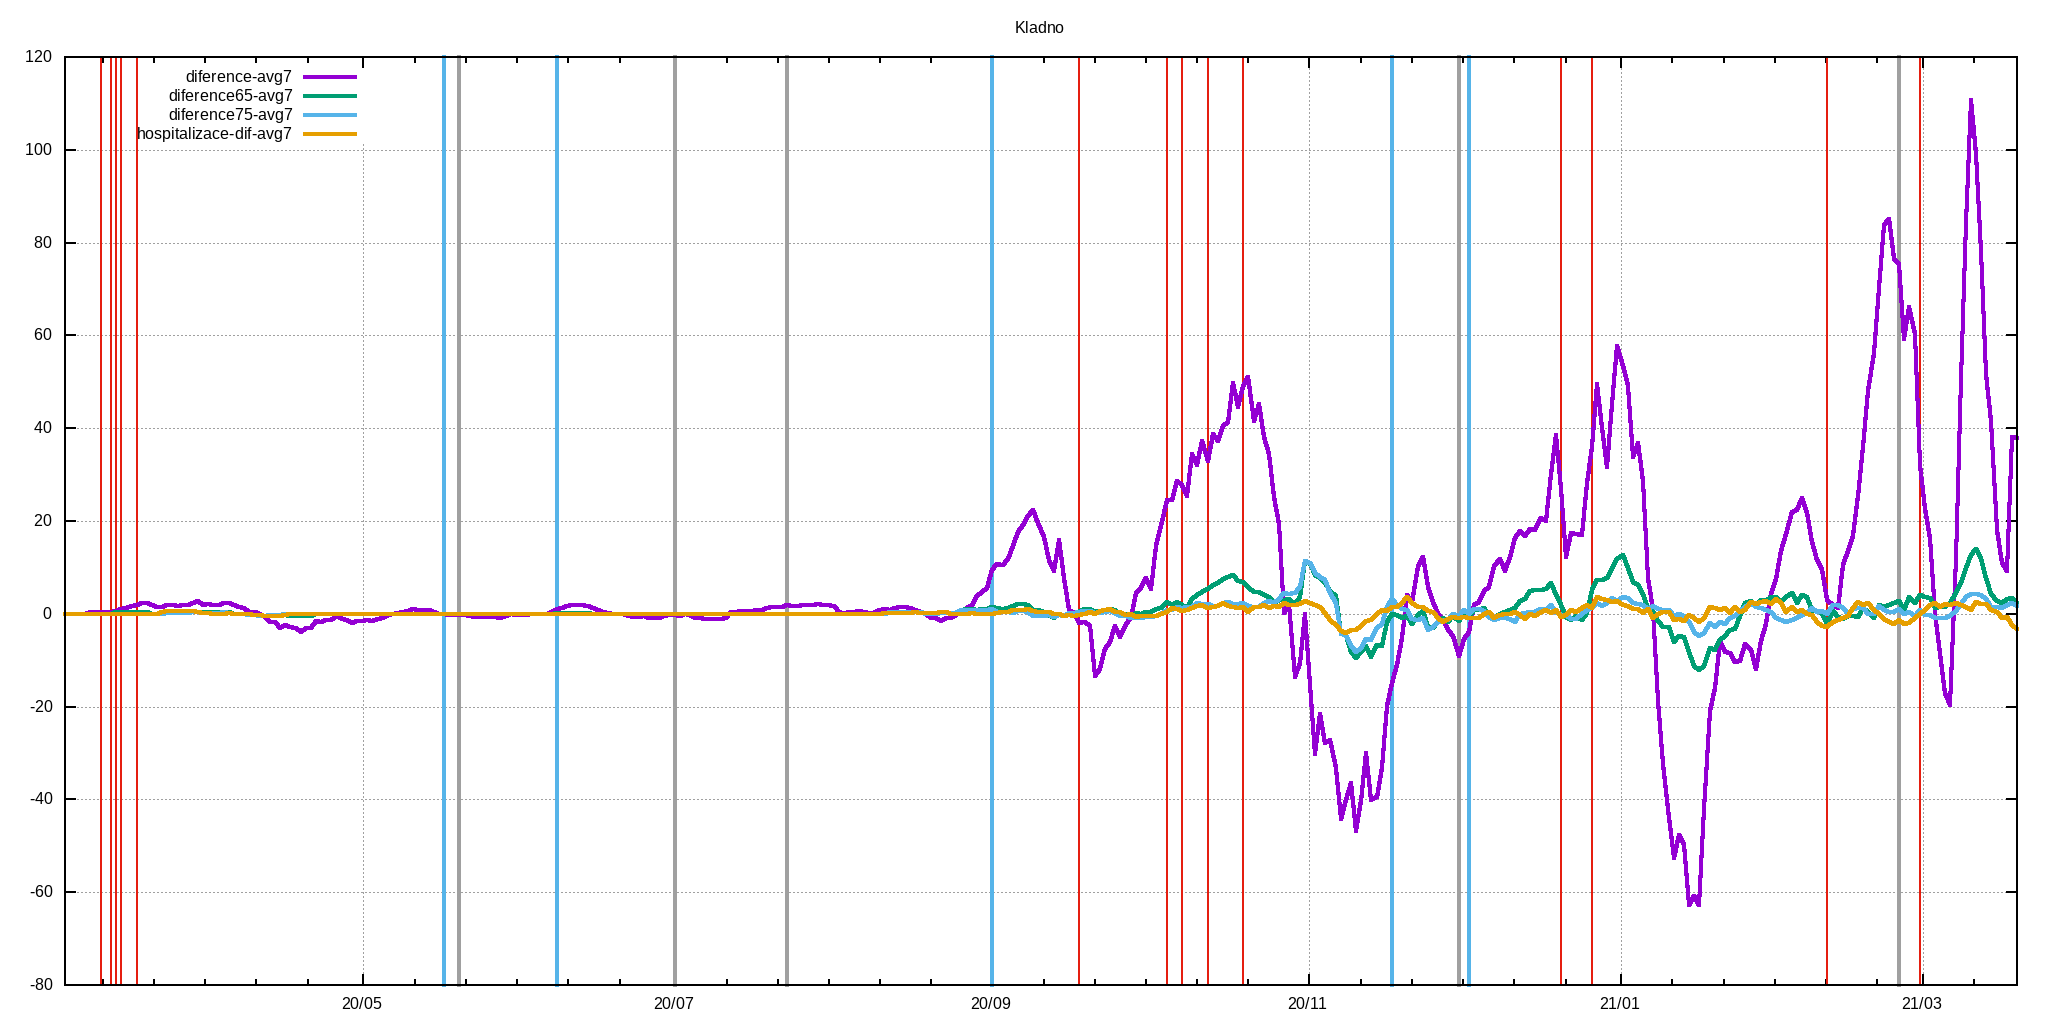 Kladno
120
100
80
60
40
20
0
-20
-40
-60
-80
diference-avg7
diference65-avg7
diference75-avg7
hospitalizace-dif-avg7
20/05 20/07 20/09 20/11 21/01 21/03